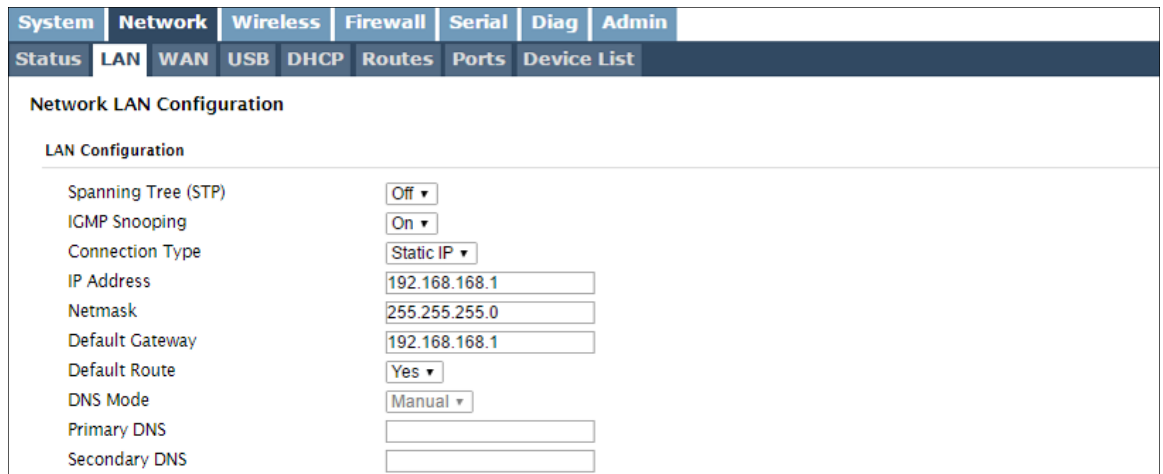 System Network Wireless Firewall Serial Diag Admin
Status LAN WAN USB DHCP Routes Ports Device List
Network LAN Configuration
LAN Configuration
Spanning Tree (STP) Off
IGMP Snooping On
Connection Type Static IP
IP Address 192.168.168.1
Netmask 255.255.255.0
Default Gateway 192.168.168.1
Default Route Yes
DNS Mode Manual
Primary DNS
Secondary DNS